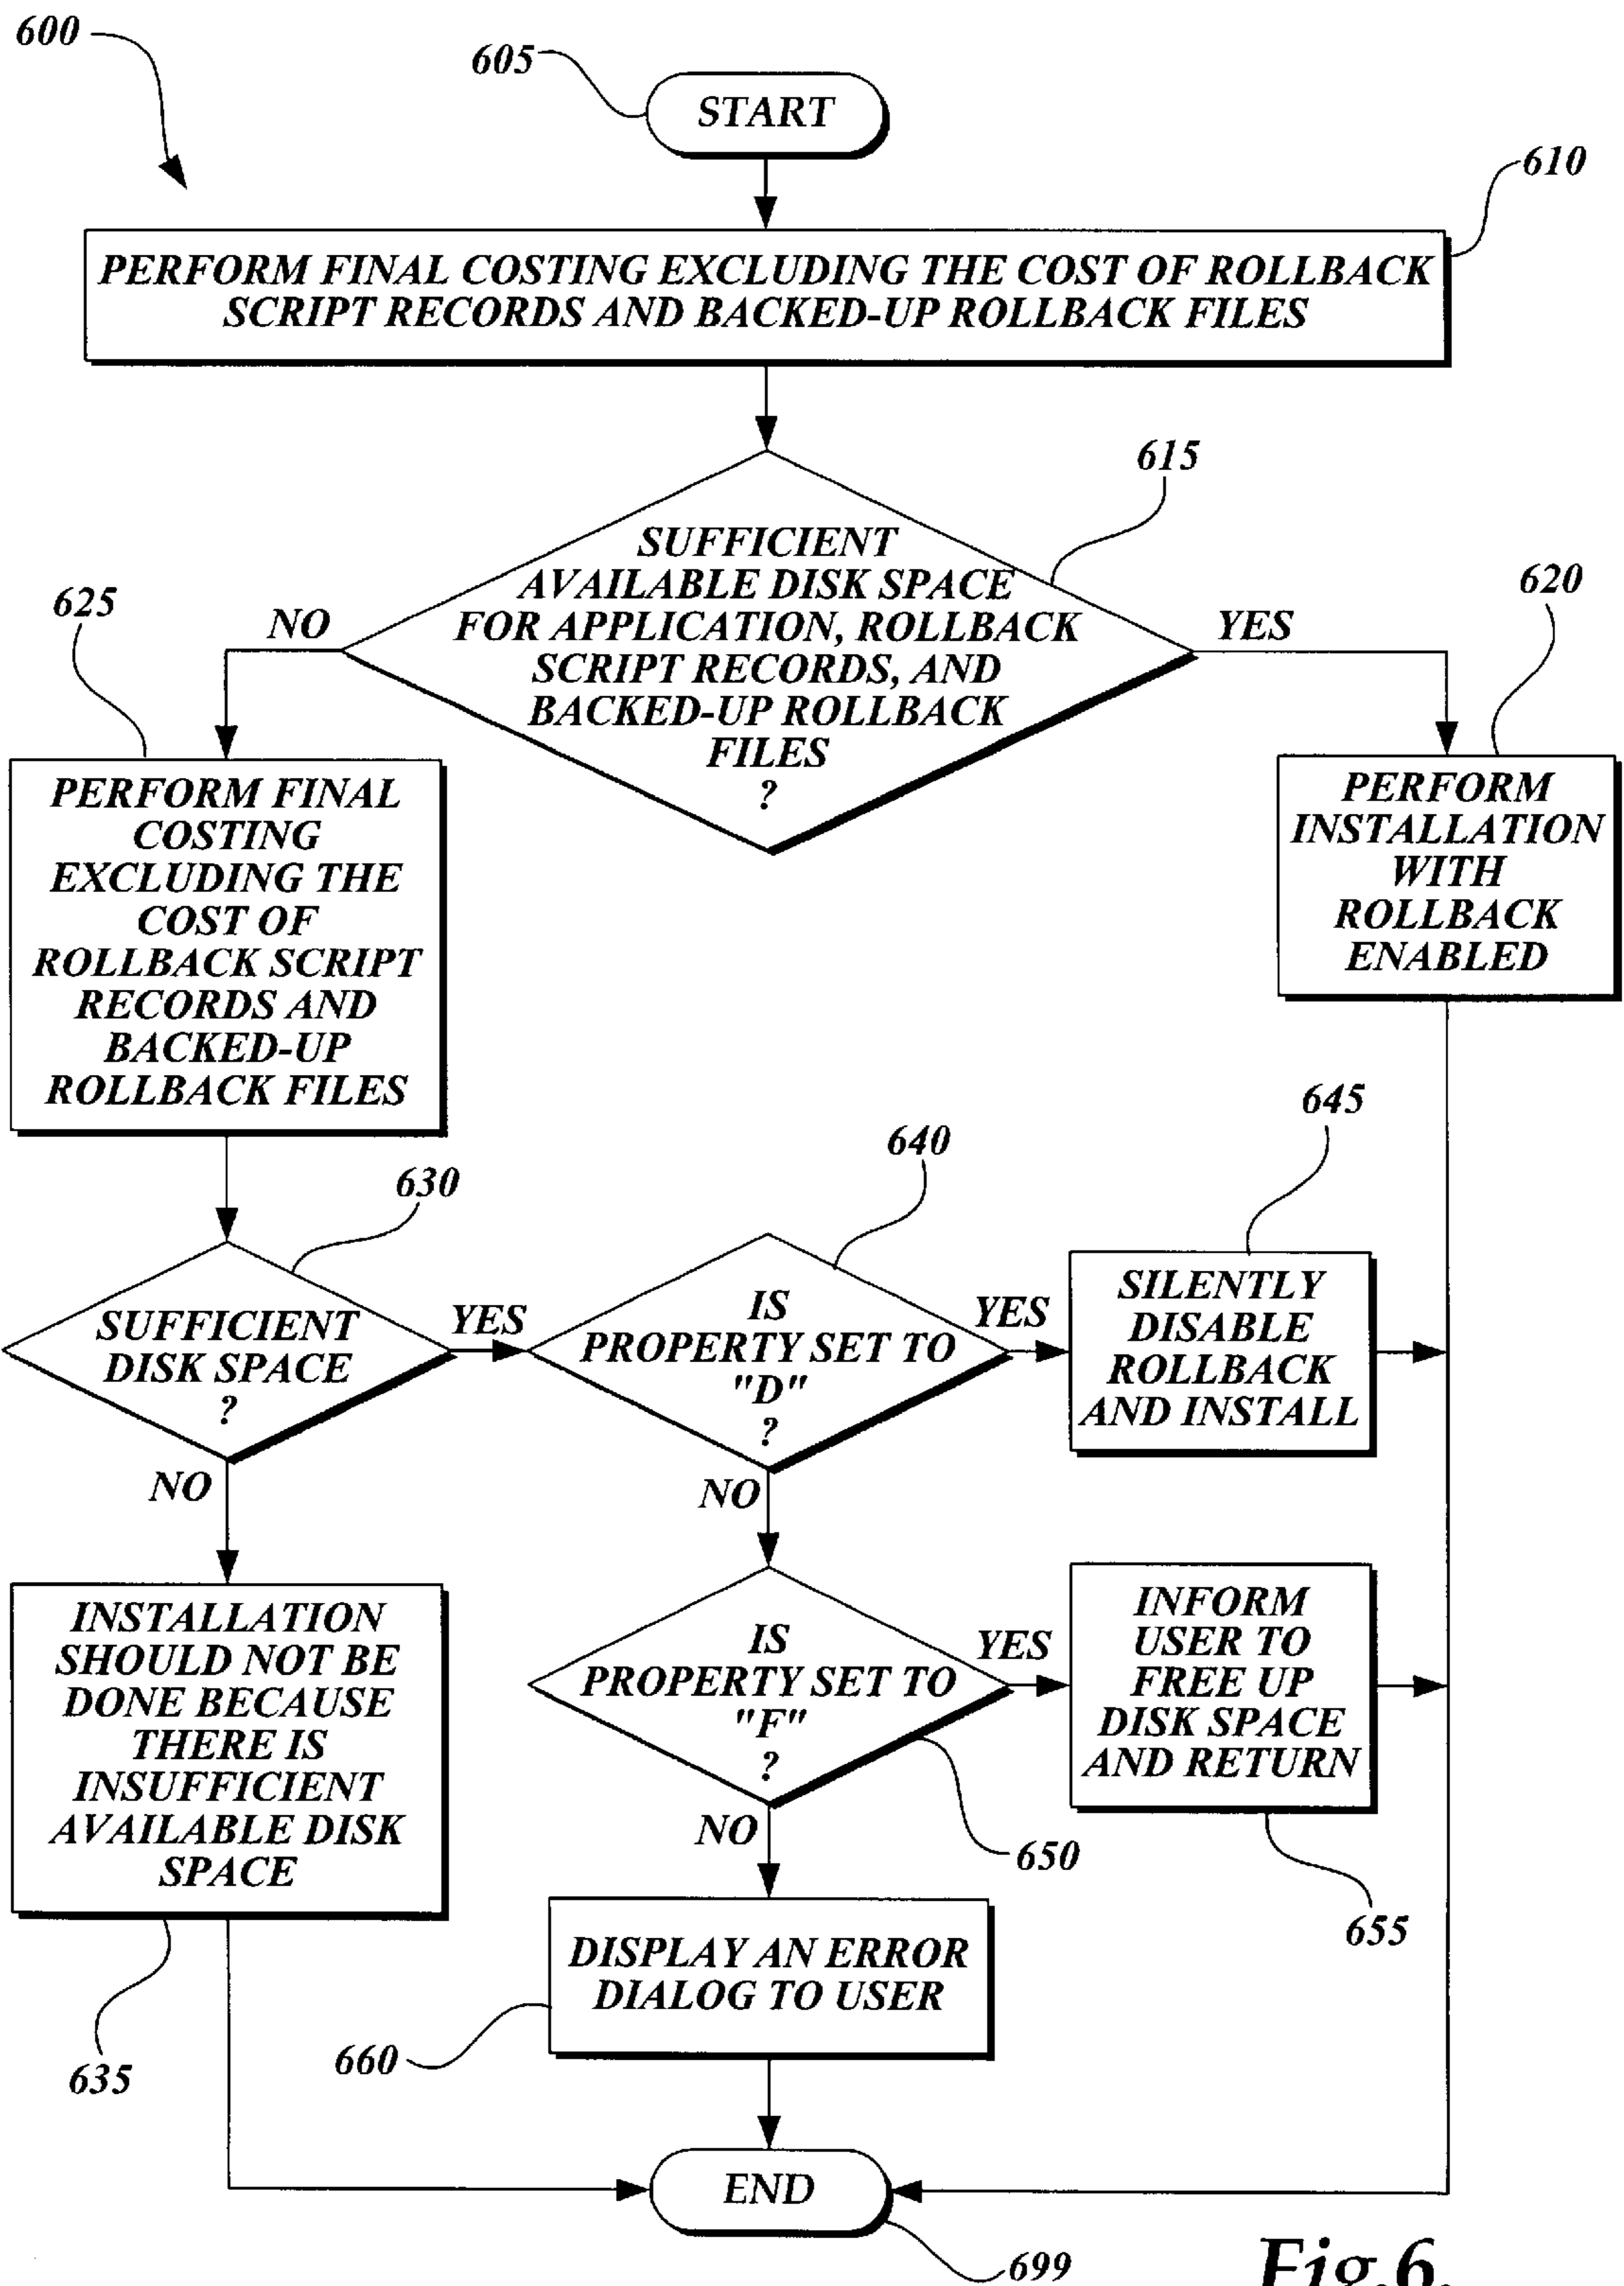 600
605
START
610
PERFORM FINAL COSTING EXCLUDING THE COST OF ROLLBACK
SCRIPT RECORDS AND BACKED-UP ROLLBACK FILES
615
SUFFICIENT
AVAILABLE DISK SPACE
FOR APPLICATION, ROLLBACK
SCRIPT RECORDS, AND
BACKED-UP ROLLBACK
FILES
?
NO
YES
625
PERFORM FINAL
COSTING
EXCLUDING THE
COST OF
ROLLBACK SCRIPT
RECORDS AND
BACKED-UP
ROLLBACK FILES
620
PERFORM
INSTALLATION
WITH
ROLLBACK
ENABLED
630
SUFFICIENT
DISK SPACE
?
YES
NO
640
IS
PROPERTY SET TO
"D"
?
YES
NO
645
SILENTLY
DISABLE
ROLLBACK
AND INSTALL
INSTALLATION
SHOULD NOT BE
DONE BECAUSE
THERE IS
INSUFFICIENT
AVAILABLE DISK
SPACE
635
IS
PROPERTY SET TO
"F"
?
YES
NO
650
INFORM
USER TO
FREE UP
DISK SPACE
AND RETURN
655
DISPLAY AN ERROR
DIALOG TO USER
660
END
699
Fig.6.